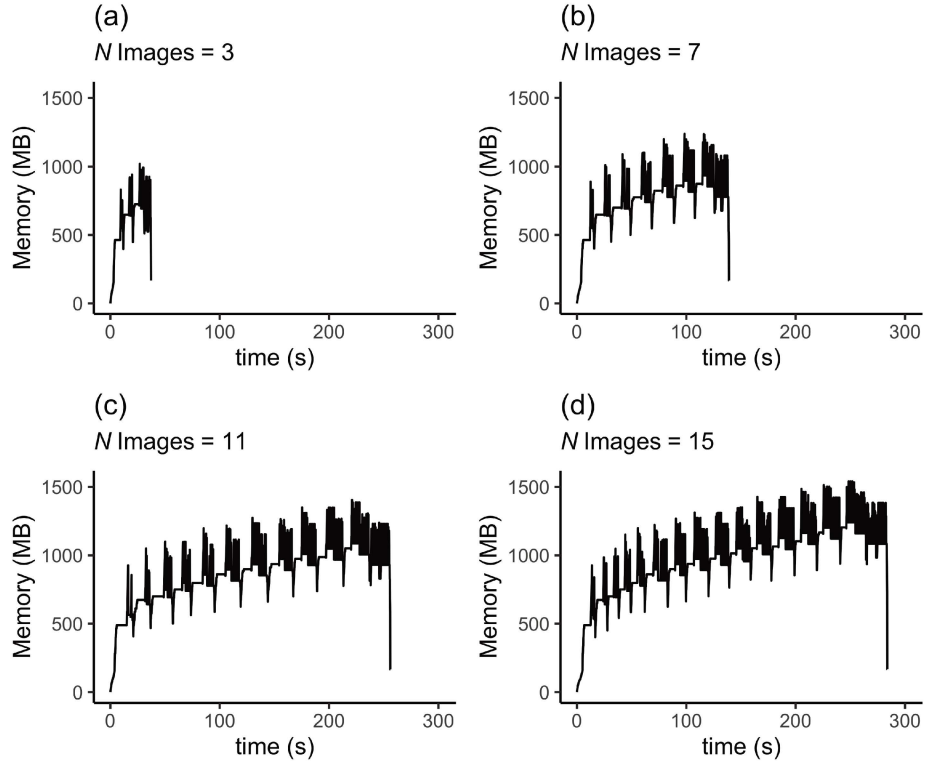 (a)
N Images = 3
1500
1000
500
0
Memory (MB)
0 100 200 300
time (s)
(b)
N Images = 7
1500
1000
500
0
Memory (MB)
0 100 200 300
time (s)
(c)
N Images = 11
1500
1000
500
0
Memory (MB)
0 100 200 300
time (s)
(d)
N Images = 15
1500
1000
500
0
Memory (MB)
0 100 200 300
time (s)